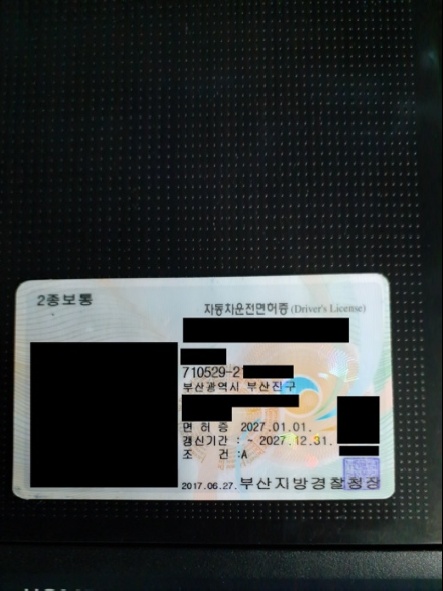 2종보통
자동차운전면허증 (Driver's License)
710529-2
부산광역시 부산진구
면 허 증 2027.01.01.
갱신기간 : ~ 2027.12.31.
조 건 :A
2017.06.27. 부산지방경찰청장